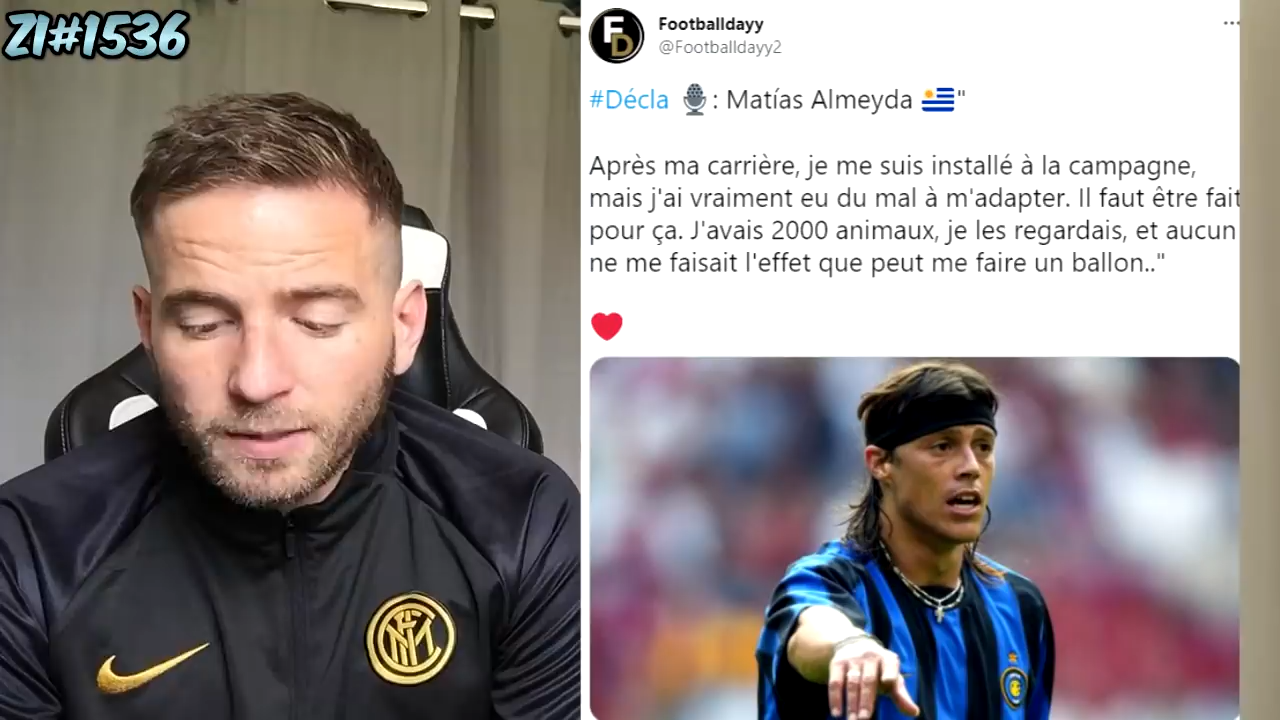 ZI#1536
Footballdayy
@Footballdayy2
#Décla 🎙: Matías Almeyda 🇺🇾"
Après ma carrière, je me suis installé à la campagne,
mais j'ai vraiment eu du mal à m'adapter. Il faut être fait
pour ça. J'avais 2000 animaux, je les regardais, et aucun
ne me faisait l'effet que peut me faire un ballon.."
❤️